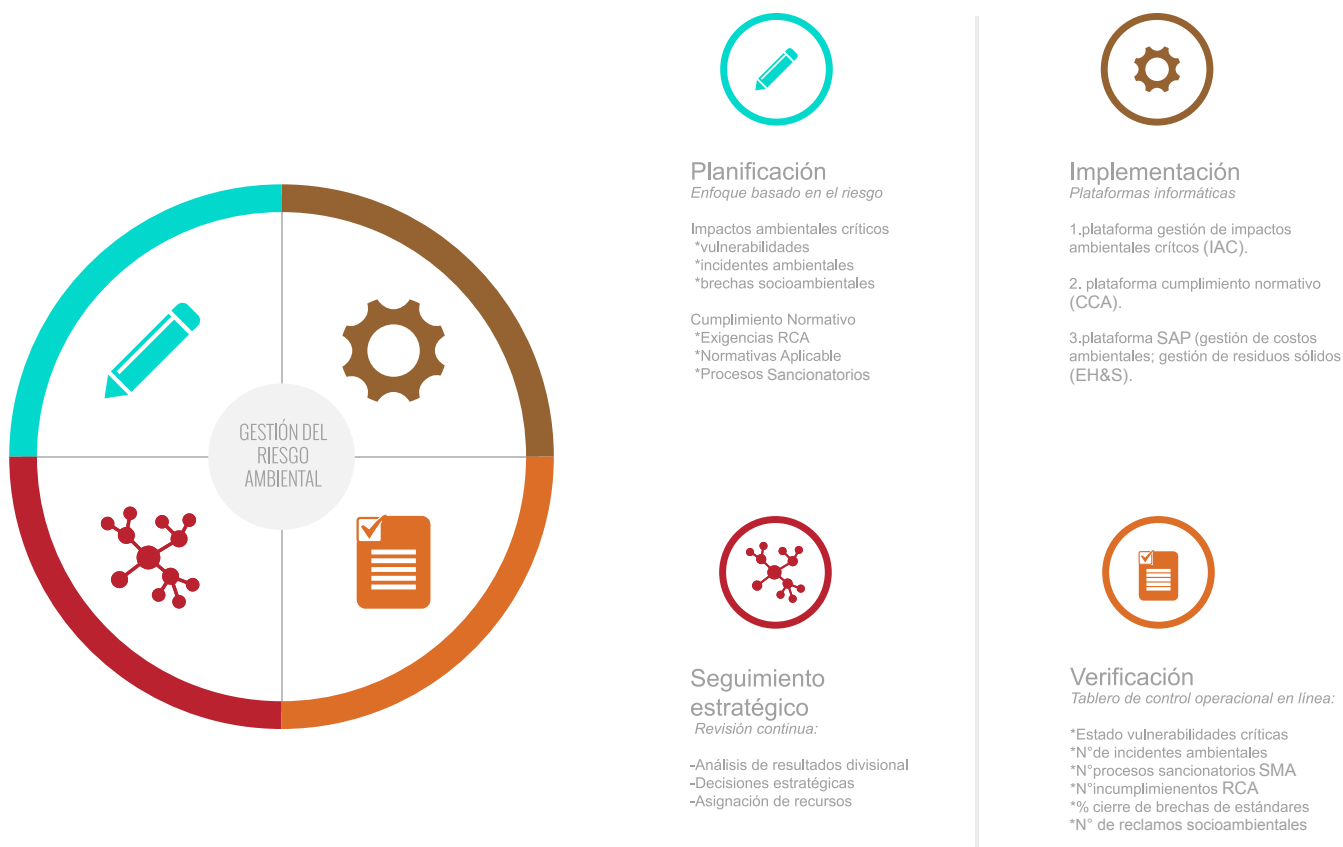 GESTIÓN DEL
RIESGO
AMBIENTAL
Planificación
Enfoque basado en el riesgo
Impactos ambientales críticos
*vulnerabilidades
*incidentes ambientales
*brechas socioambientales
Cumplimiento Normativo
*Exigencias RCA
*Normativas Aplicable
*Procesos Sancionatorios
Implementación
Plataformas informáticas
1.plataforma gestión de impactos
ambientales crítcos (IAC).
2. plataforma cumplimiento normativo
(CCA).
3.plataforma SAP (gestión de costos
ambientales; gestión de residuos sólidos
(EH&S).
Seguimiento
estratégico
Revisión continua:
-Análisis de resultados divisional
-Decisiones estratégicas
-Asignación de recursos
Verificación
Tablero de control operacional en línea:
*Estado vulnerabilidades críticas
*N°de incidentes ambientales
*N°procesos sancionatorios SMA
*N°incumplimienentos RCA
*% cierre de brechas de estándares
*N° de reclamos socioambientales